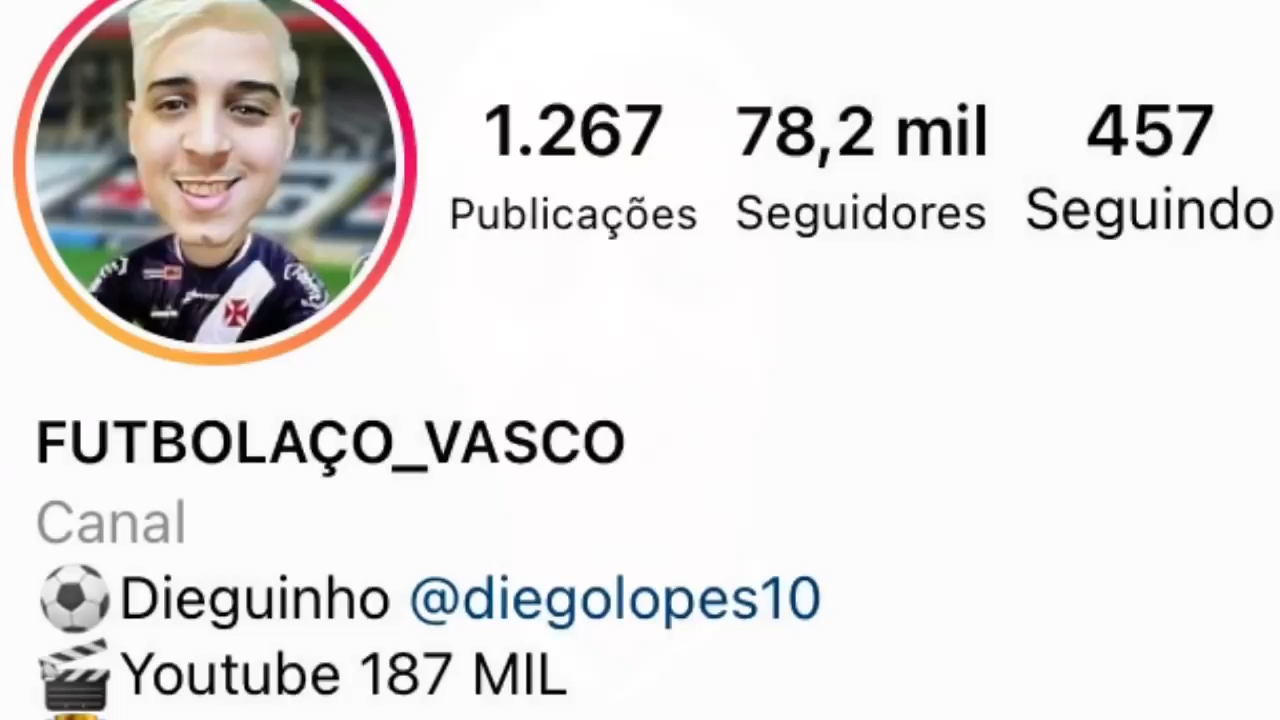 1.267 78,2 mil 457
Publicações Seguidores Seguindo
FUTBOLAÇO_VASCO
Canal
Dieguinho @diegolopes10
Youtube 187 MIL